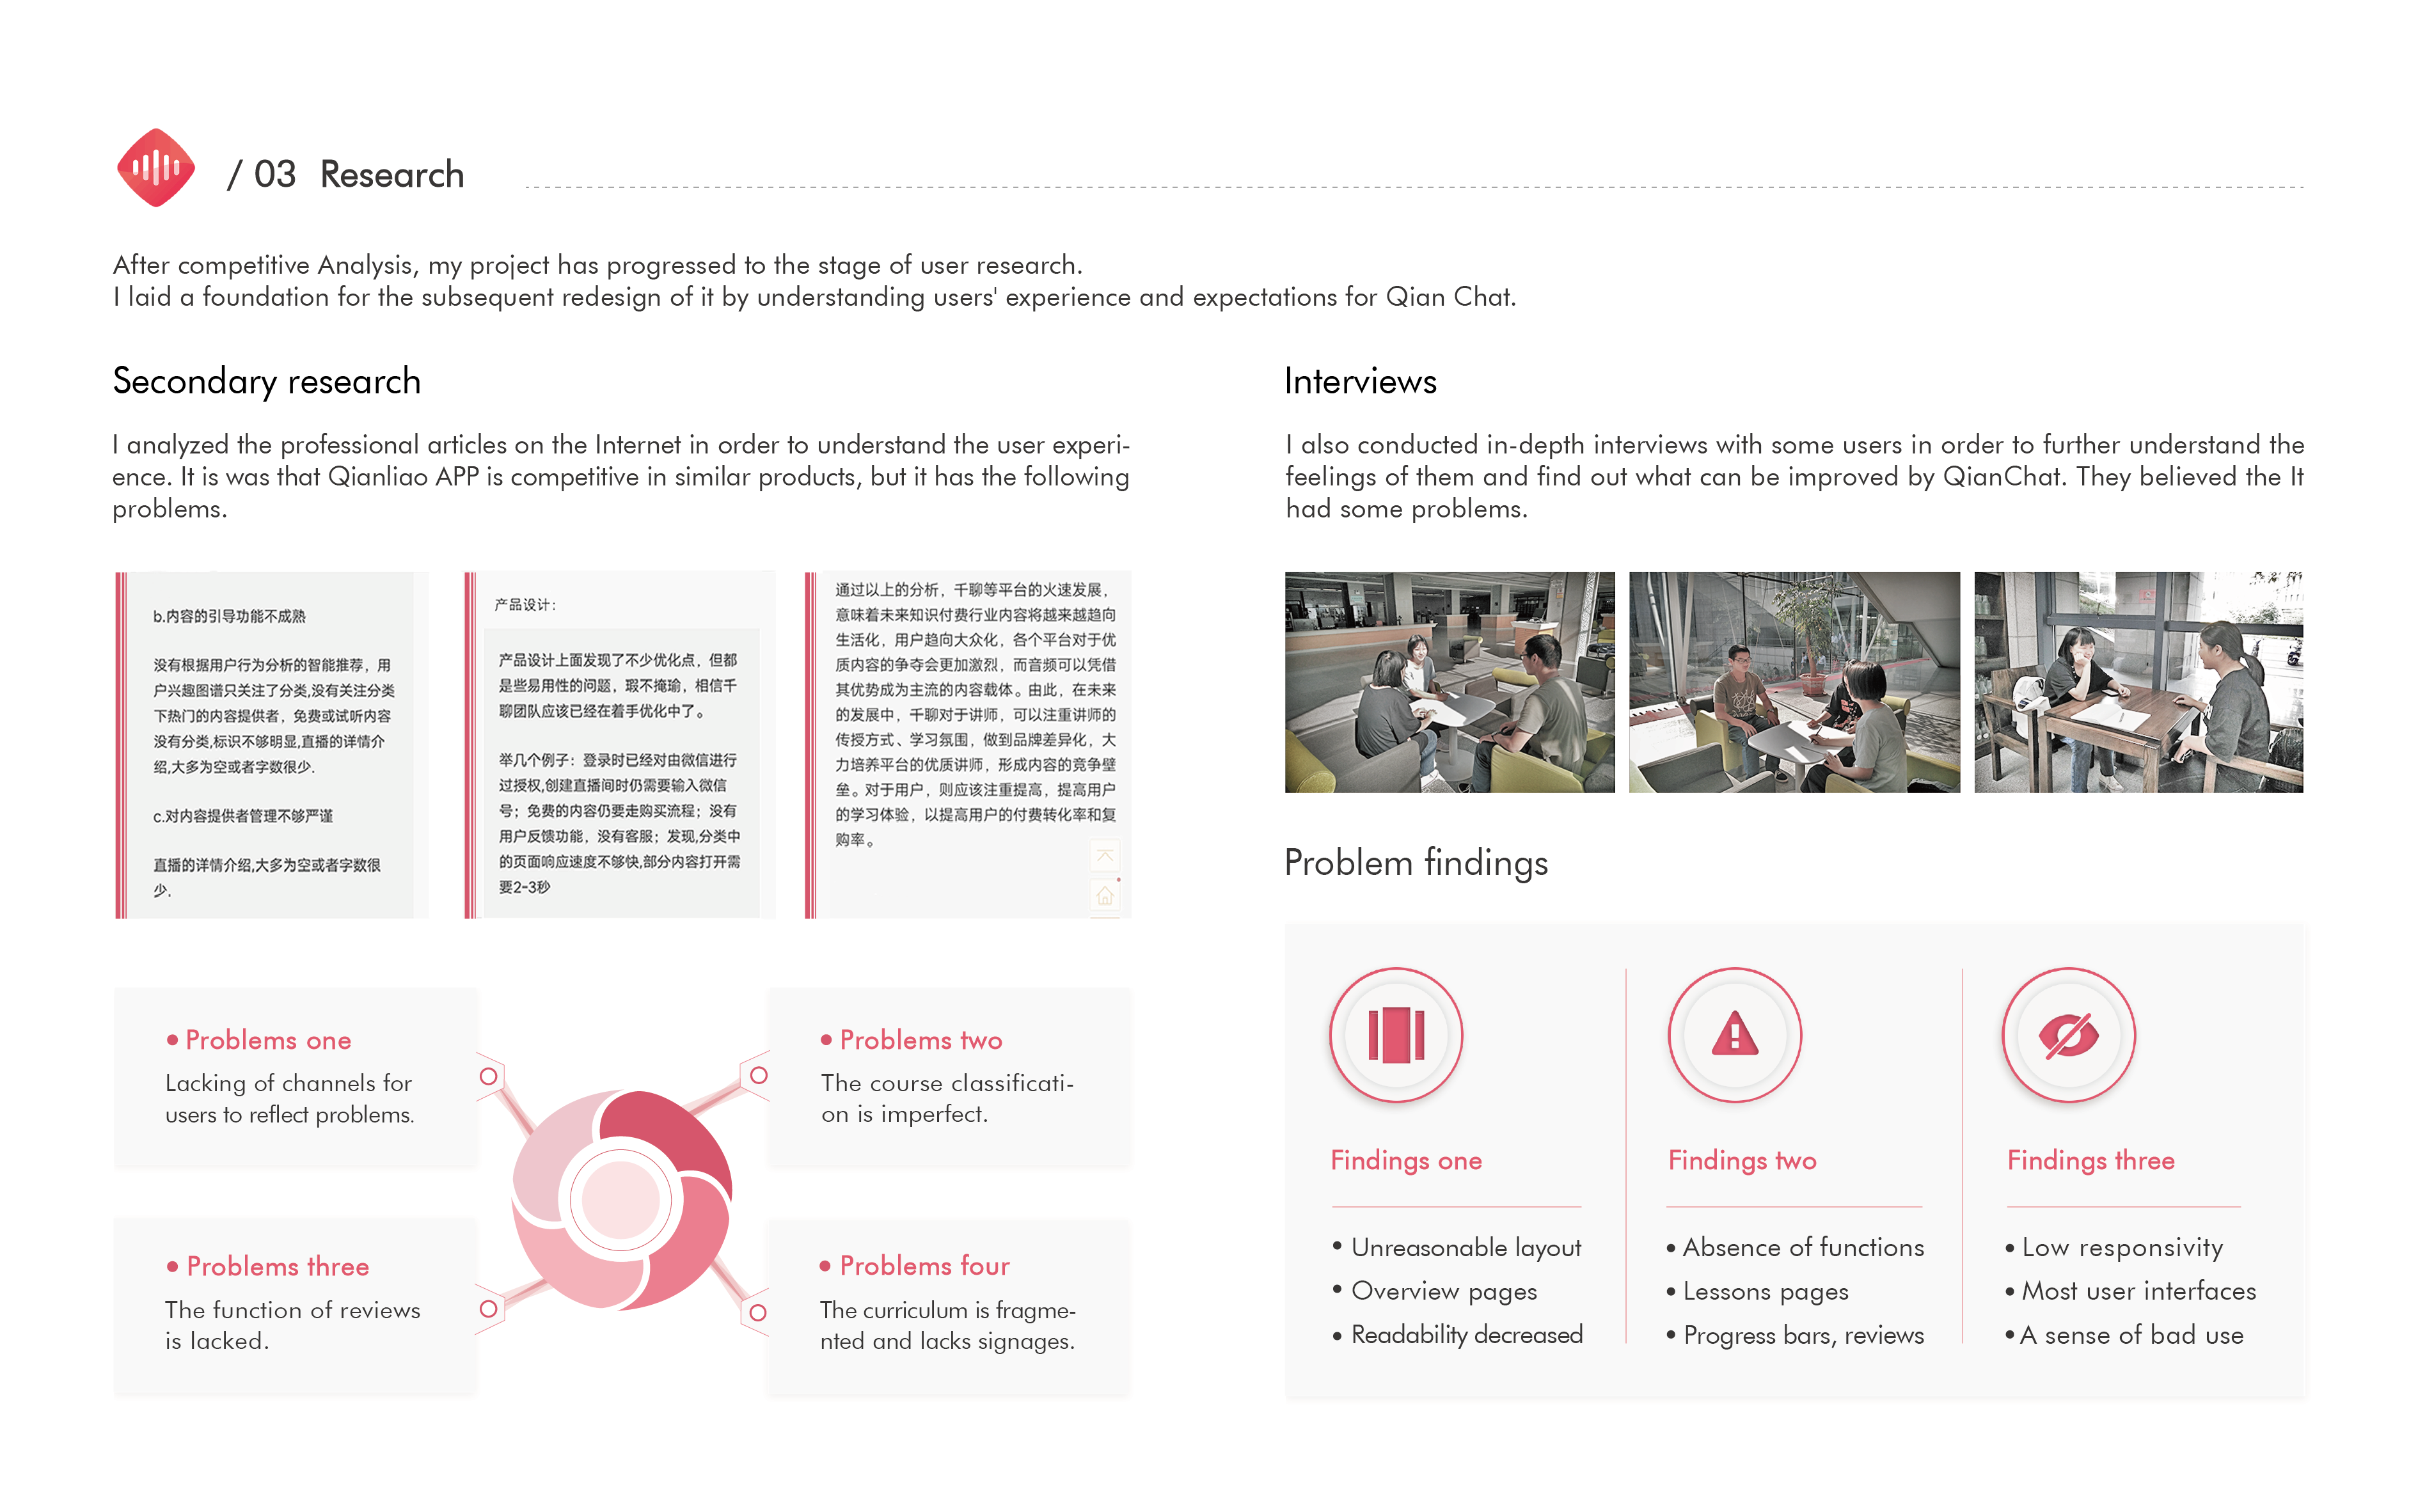 / 03 Research
After competitive Analysis, my project has progressed to the stage of user research.
I laid a foundation for the subsequent redesign of it by understanding users' experience and expectations for Qian Chat.
Secondary research
I analyzed the professional articles on the Internet in order to understand the user experi-
ence. It is was that Qianliao APP is competitive in similar products, but it has the following
problems.
b.内容的引导功能不成熟
没有根据用户行为分析的智能推荐，用
户兴趣图谱只关注了分类,没有关注分类
下热门的内容提供者，免费或试听内容
没有分类,标识不够明显,直播的详情介
绍,大多为空或者字数很少.
c.对内容提供者管理不够严谨
直播的详情介绍,大多为空或者字数很
少.
产品设计：
产品设计上面发现了不少优化点，但都
是些易用性的问题，瑕不掩瑜，相信千
聊团队应该已经在着手优化中了。
举几个例子：登录时已经对由微信进行
过授权,创建直播间时仍需要输入微信
号；免费的内容仍要走购买流程；没有
用户反馈功能，没有客服；发现,分类中
的页面响应速度不够快,部分内容打开需
要2-3秒
通过以上的分析，千聊等平台的火速发展，
意味着未来知识付费行业内容将越来越趋向
生活化，用户趋向大众化，各个平台对于优
质内容的争夺会更加激烈，而音频可以凭借
其优势成为主流的内容载体。由此，在未来
的发展中，千聊对于讲师，可以注重讲师的
传授方式、学习氛围，做到品牌差异化，大
力培养平台的优质讲师，形成内容的竞争壁
垒。对于用户，则应该注重提高，提高用户
的学习体验，以提高用户的付费转化率和复
购率。
Problems one
Lacking of channels for
users to reflect problems.
Problems two
The course classificati-
on is imperfect.
Problems three
The function of reviews
is lacked.
Problems four
The curriculum is fragme-
nted and lacks signages.
Interviews
I also conducted in-depth interviews with some users in order to further understand the
feelings of them and find out what can be improved by QianChat. They believed the It
had some problems.
Problem findings
Findings one
• Unreasonable layout
• Overview pages
• Readability decreased
Findings two
• Absence of functions
• Lessons pages
• Progress bars, reviews
Findings three
• Low responsivity
• Most user interfaces
• A sense of bad use